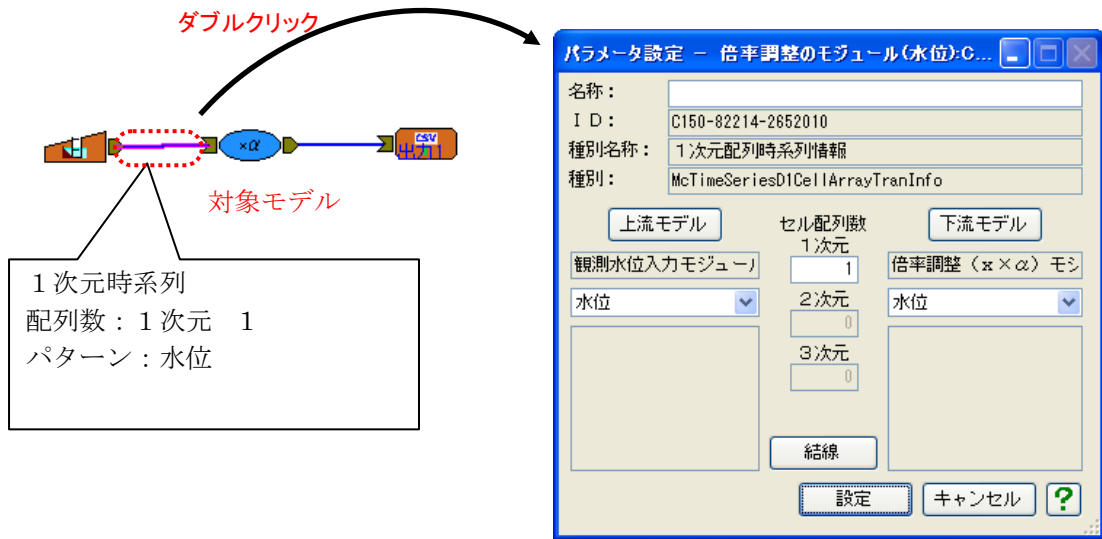 ダブルクリック
×α
CSV
出力1
対象モデル
１次元時系列
配列数：１次元　１
パターン：水位
パラメータ設定 － 倍率調整のモジュール(水位):C...
名称：
ＩＤ：
C150-82214-2652010
種別名称：
１次元配列時系列情報
種別：
McTimeSeriesD1CellArrayTranInfo
上流モデル
セル配列数
下流モデル
１次元
観測水位入力モジュール
1
倍率調整（ｘ×α）モジ
水位
２次元
水位
0
３次元
0
結線
設定
キャンセル
?